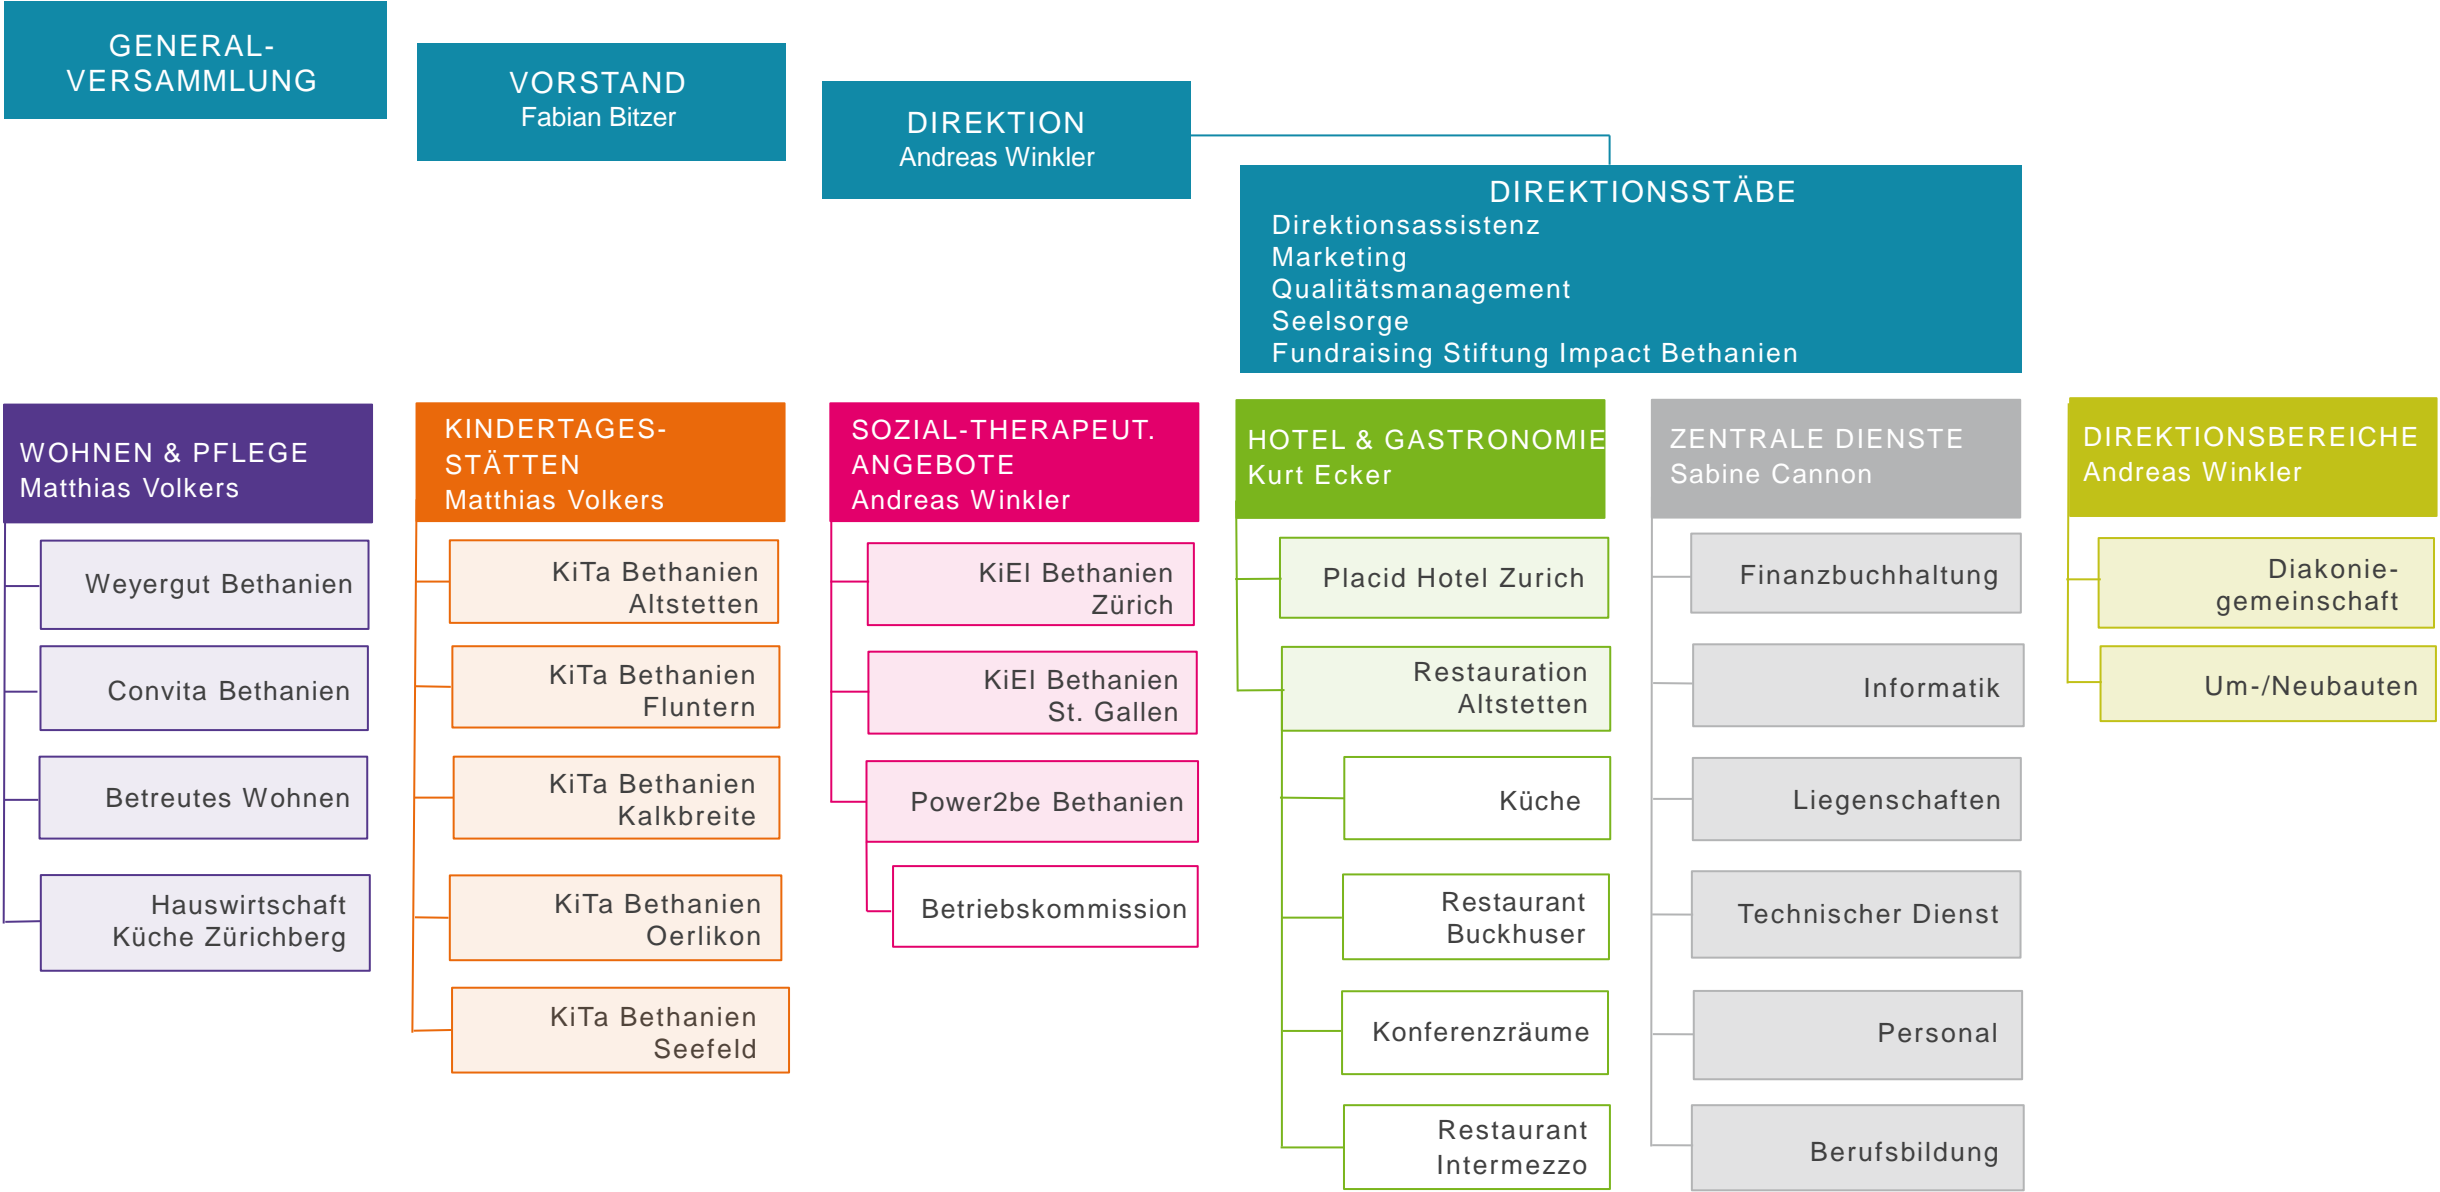 GENERAL-
VERSAMMLUNG
VORSTAND
Fabian Bitzer
DIREKTION
Andreas Winkler
DIREKTIONSSTÄBE
Direktionsassistenz
Marketing
Qualitätsmanagement
Seelsorge
Fundraising Stiftung Impact Bethanien
WOHNEN & PFLEGE
Matthias Volkers
Weyergut Bethanien
Convita Bethanien
Betreutes Wohnen
Hauswirtschaft
Küche Zürichberg
KINDERTAGES-
STÄTTEN
Matthias Volkers
KiTa Bethanien
Altstetten
KiTa Bethanien
Fluntern
KiTa Bethanien
Kalkbreite
KiTa Bethanien
Oerlikon
KiTa Bethanien
Seefeld
SOZIAL-THERAPEUT.
ANGEBOTE
Andreas Winkler
KiEl Bethanien
Zürich
KiEl Bethanien
St. Gallen
Power2be Bethanien
Betriebskommission
HOTEL & GASTRONOMIE
Kurt Ecker
Placid Hotel Zurich
Restauration
Altstetten
Küche
Restaurant
Buckhuser
Konferenzräume
Restaurant
Intermezzo
ZENTRALE DIENSTE
Sabine Cannon
Finanzbuchhaltung
Informatik
Liegenschaften
Technischer Dienst
Personal
Berufsbildung
DIREKTIONSBEREICHE
Andreas Winkler
Diakonie-
gemeinschaft
Um-/Neubauten